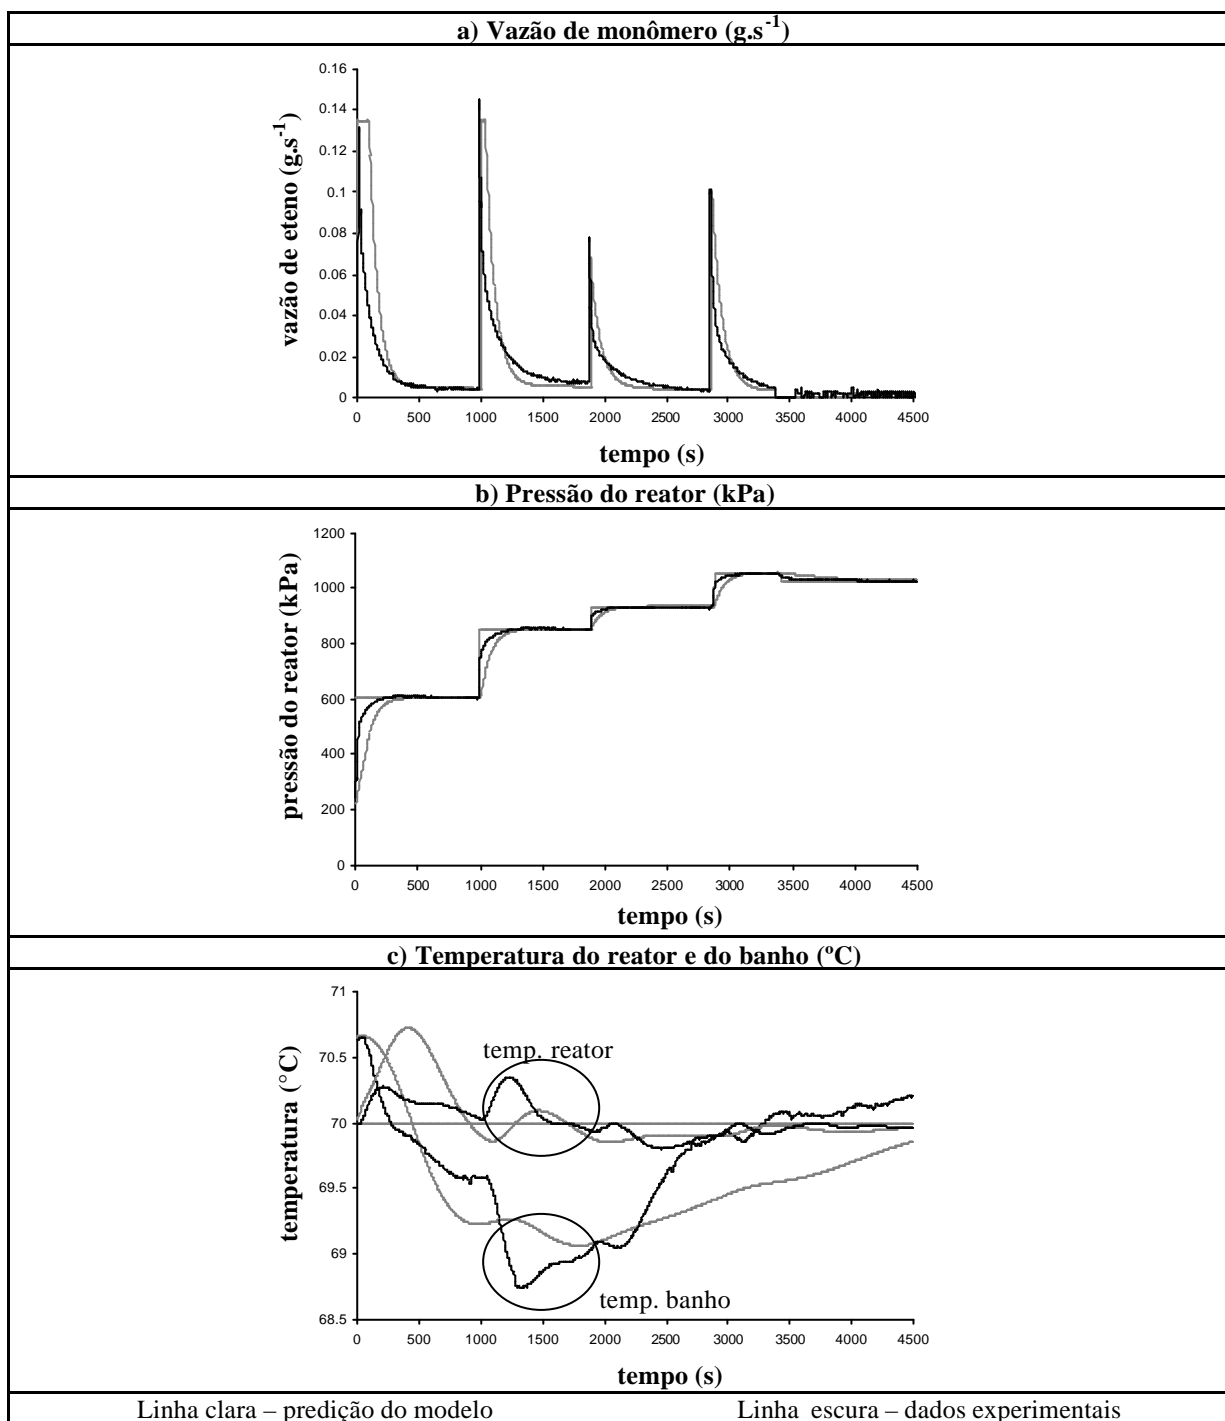 a) Vazão de monômero (g.s-1)
0.16
0.14
0.12
0.1
0.08
0.06
0.04
0.02
0
vazão de eteno (g.s-1)
0 500 1000 1500 2000 2500 3000 3500 4000 4500
tempo (s)
b) Pressão do reator (kPa)
1200
1000
800
600
400
200
0
pressão do reator (kPa)
0 500 1000 1500 2000 2500 3000 3500 4000 4500
tempo (s)
c) Temperatura do reator e do banho (ºC)
71
70.5
70
69.5
69
68.5
temperatura (°C)
temp. reator
temp. banho
0 500 1000 1500 2000 2500 3000 3500 4000 4500
tempo (s)
Linha clara – predição do modelo Linha escura – dados experimentais